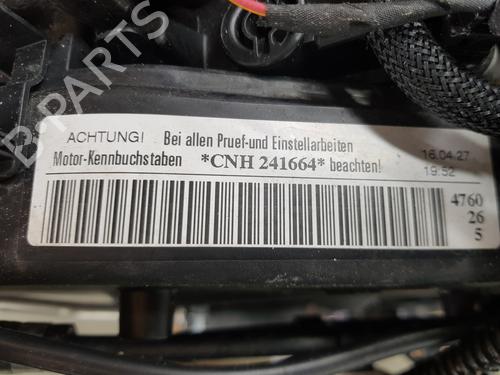 B-PARTS
ACHTUNG! Bei allen Pruef-und Einstellarbeiten
Motor-Kennbuchstaben *CNH 241664* beachten!
16.04.27
19:52
4760
26
5